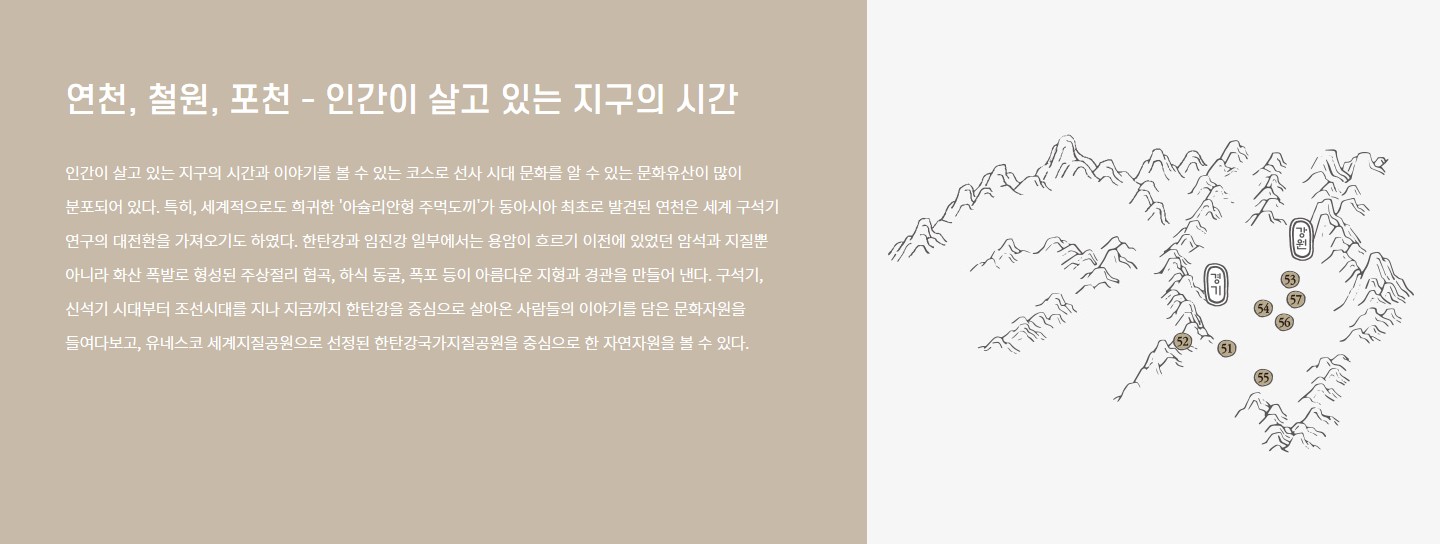 연천, 철원, 포천 - 인간이 살고 있는 지구의 시간
인간이 살고 있는 지구의 시간과 이야기를 볼 수 있는 코스로 선사 시대 문화를 알 수 있는 문화유산이 많이
분포되어 있다. 특히, 세계적으로도 희귀한 '아슐리안형 주먹도끼'가 동아시아 최초로 발견된 연천은 세계 구석기
연구의 대전환을 가져오기도 하였다. 한탄강과 임진강 일부에서는 용암이 흐르기 이전에 있었던 암석과 지질뿐
아니라 화산 폭발로 형성된 주상절리 협곡, 하식 동굴, 폭포 등이 아름다운 지형과 경관을 만들어 낸다. 구석기,
신석기 시대부터 조선시대를 지나 지금까지 한탄강을 중심으로 살아온 사람들의 이야기를 담은 문화자원을
들여다보고, 유네스코 세계지질공원으로 선정된 한탄강국가지질공원을 중심으로 한 자연자원을 볼 수 있다.
강원
경기
53
57
54
56
52
51
55